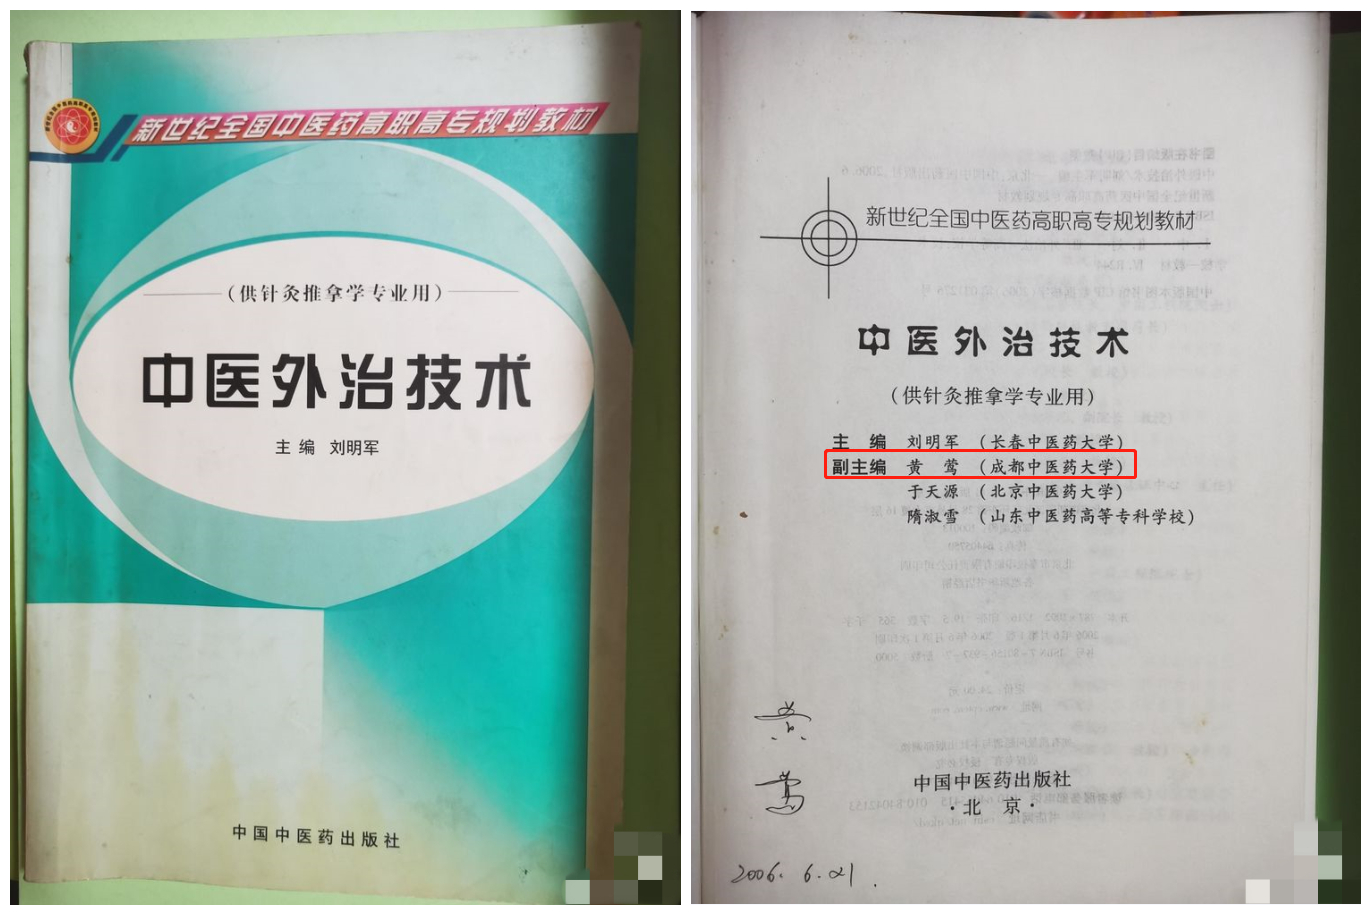 新世纪全国中医药高职高专规划教材
（供针灸推拿学专业用）
中医外治技术
主编 刘明军
中国中医药出版社
新世纪全国中医药高职高专规划教材
中医外治技术
（供针灸推拿学专业用）
主 编 刘明军 （长春中医药大学）
副主编 黄 莺 （成都中医药大学）
于天源 （北京中医药大学）
隋淑雪 （山东中医药高等专科学校）
黄
莺
中国中医药出版社
·北 京·
2006. 6. 21.